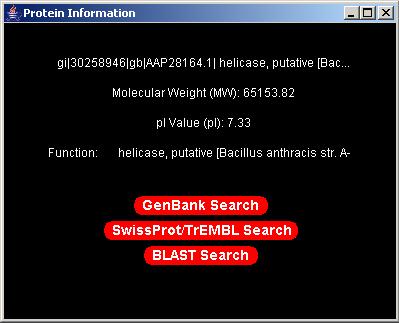 Protein Information
gi|30258946|gb|AAP28164.1| helicase, putative [Bac...
Molecular Weight (MW): 65153.82
pI Value (pI): 7.33
Function: helicase, putative [Bacillus anthracis str. A-
GenBank Search
SwissProt/TrEMBL Search
BLAST Search